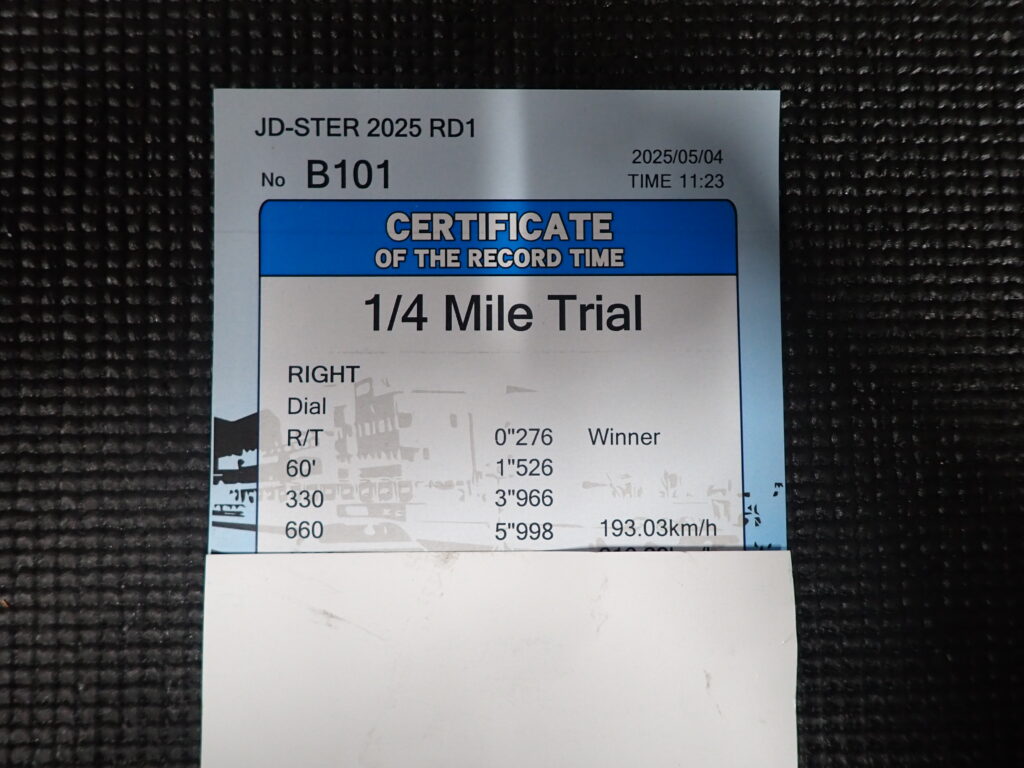 JD-STER 2025 RD1
2025/05/04
No B101
TIME 11:23
CERTIFICATE
OF THE RECORD TIME
1/4 Mile Trial
RIGHT
Dial
R/T 0"276 Winner
60' 1"526
330 3"966
660 5"998 193.03km/h